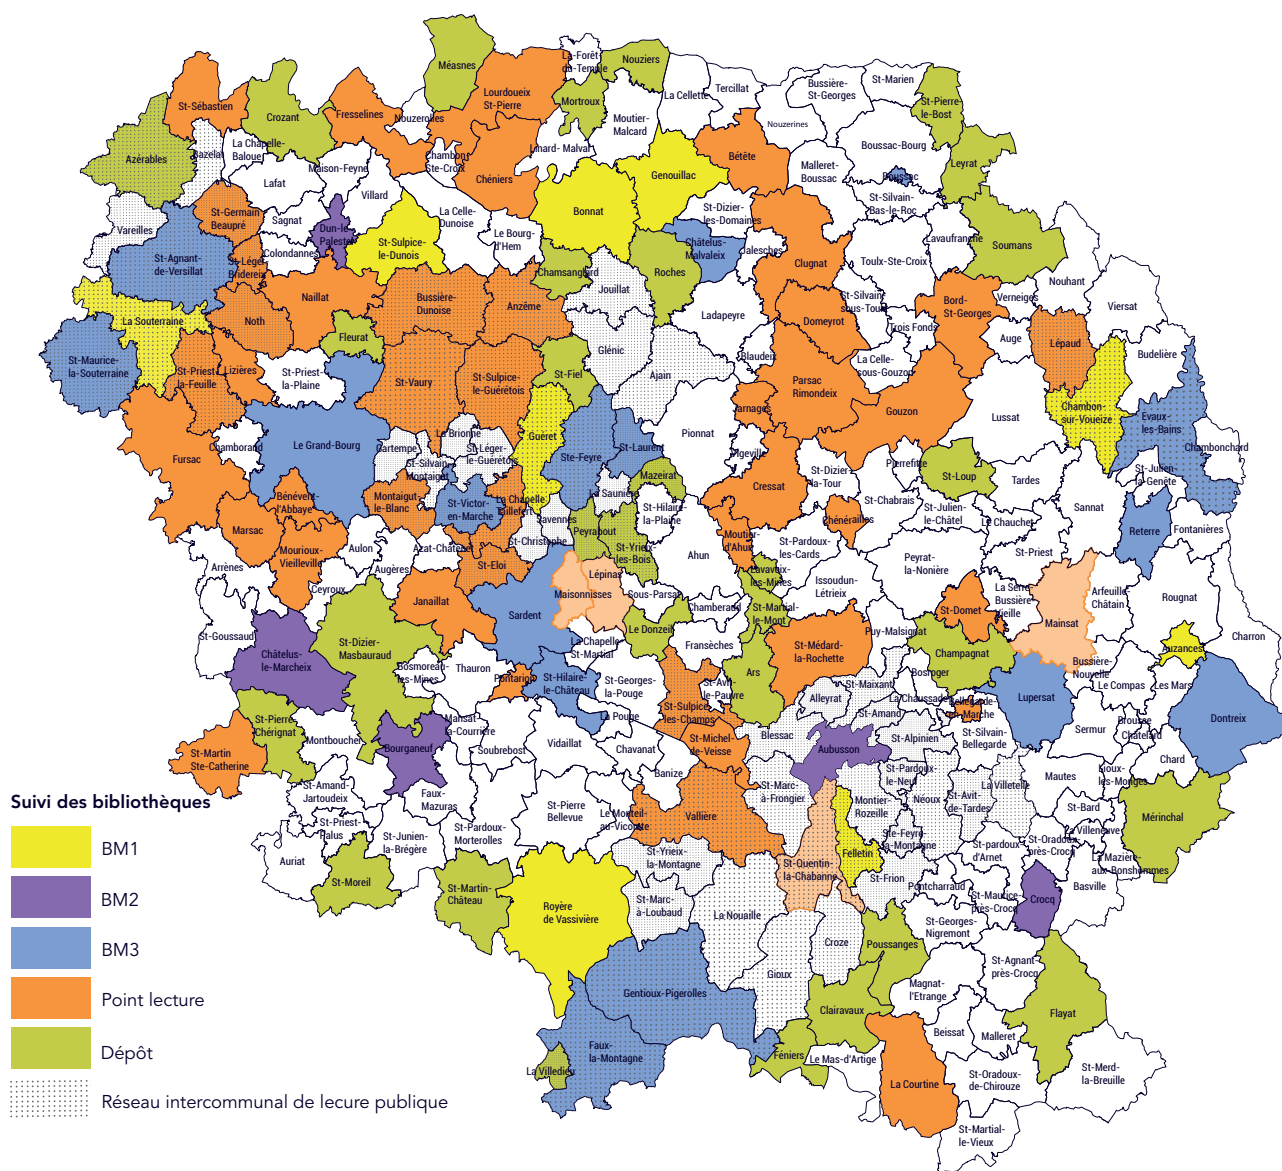 Méasnes
La-Forêt-
du-Temple
Nouziers
St-Sébastien
Crozant
Fresselines
Nouzerolles
Lourdoueix
St-Pierre
Mortroux
La Cellette
Tercillat
Bussière-
St-Georges
St-Marien
St-Pierre-
le-Bost
Moutier-
Malcard
Nouzerines
Boussac-Bourg
Azérables
Bazelat
La Chapelle-
Baloue
Lafat
Maison-Feyne
Chambon-
Ste-Croix
Linard- Malval
Chéniers
Bétête
Malleret-
Boussac
Boussac
Leyrat
Genouillac
Villard
Bonnat
St-Dizier-
les-Domaines
St-Silvain-
Bas-le-Roc
St-Germain
Beaupré
Sagnat
Dun-le-
Palestel
La Celle-
Dunoise
Le Bourg-
d'Hem
Vareilles
St-Sulpice-
le-Dunois
Châtelus-
Malvaleix
Jalesches
Lavaufranche
Soumans
St-Agnant-
de-Versillat
St-Léger-
Bridereix
Colondannes
Chamsanglard
Roches
Clugnat
Toulx-Ste-Croix
Nouhant
Jouillat
Naillat
Bussière-
Dunoise
Anzême
St-Silvain-
sous-Toulx
Bord-
St-Georges
Verneiges
Viersat
La Souterraine
Noth
Ladapeyre
Domeyrot
Trois Fonds
Auge
Lépaud
Fleurat
Glénic
Blaudeix
La Celle-
sous-Gouzon
Budelière
St-Maurice-
la-Souterraine
St-Priest-
la-Feuille
Lizières
St-Priest-
la-Plaine
St-Vaury
St-Sulpice-
le-Guérétois
St-Fiel
Ajain
Parsac
Rimondeix
Jarnages
Gouzon
Lussat
Chambon-
sur-Voueize
Evaux-
les-Bains
Chambonchard
Fursac
Chamborand
Le Grand-Bourg
La Brionne
Gartempe
St-Léger-
le-Guérétois
Guéret
Ste-Feyre
St-Laurent
Pionnat
Pigeville
Pierrefitte
St-Dizier-
la-Tour
St-Loup
Tardes
St-Julien-
la-Genête
St-Silvain-
Montaigut
Mazeirat
La Saunière
Cressat
St-Chabrais
Bénévent-
l'Abbaye
Montaigut-
le-Blanc
St-Victor-
en-Marche
La Chapelle
Taillefert
Savennes
St-Hilaire-
la-Plaine
Chénérailles
St-Julien-
le-Châtel
Le Chauchet
Sannat
Reterre
Fontanières
Marsac
Mourioux-
Vieilleville
Aulon
Azat-Châtenet
St-Christophe
Peyrabout
St-Yrieix-
les-Bois
Ahun
Moutier-
d'Ahun
St-Pardoux-
les-Cards
Peyrat-
la-Nonière
St-Priest
Arrènes
Ceyroux
Augères
St-Eloi
Lépinas
Maisonnisses
Sous-Parsat
Lavaveix-
les-Mines
Issoudun-
Létrieix
La Serre-
Bussière-
Vieille
Arfeuille-
Châtain
Rougnat
Janaillat
Sardent
Chamberaud
St-Martial-
le-Mont
St-Domet
Mainsat
St-Goussaud
St-Dizier-
Masbaraud
Le Donzeil
Fransèches
Puy-Malsignat
Champagnat
Charron
Auzances
Châtelus-
le-Marcheix
Bosmoreau-
les-Mines
Thauron
La Chapelle
St-Martial
St-Médard-
la-Rochette
Bosroger
Bussière-
Nouvelle
Pontarion
St-Hilaire-
le-Château
St-Georges-
la-Pouge
Ars
St-Avit-
le-Pauvre
St-Maixant
Alleyrat
La Chaussade
Bellegarde-
en-Marche
Lupersat
Le Compas
Les Mars
St-Pierre-
Chérignat
Montboucher
Mansat-
la-Courrière
La Pouge
St-Sulpice-
les-Champs
St-Amand
Dontreix
Bourganeuf
Soubrebost
Vidaillat
Chavanat
St-Michel-
de-Veisse
Blessac
Aubusson
St-Alpinien
St-Silvain-
Bellegarde
Sermur
Brousse
Châtelard
St-Martin
Ste-Catherine
Chard
Banize
St-Pardoux-
le-Neuf
La Villetelle
Mautes
Lioux-
les-Monges
Suivi des bibliothèques
St-Amand-
Jartoudeix
Faux-
Mazuras
St-Pierre
Bellevue
Le Monteil-
au-Vicomte
Vallière
St-Marc-
à-Frongier
Montier-
Rozeille
Neoux
St-Avit-
de-Tardes
St-Bard
Mérinchal
St-Priest-
Palus
St-Junien-
la-Brégère
St-Pardoux-
Morterolles
Felletin
Ste-Feyre-
la-Montagne
St-Oradoux-
près-Crocq
La Villeneuve
BM1
Auriat
St-Yrieix-
la-Montagne
St-Quentin-
la-Chabanne
St-Frion
St-pardoux
d'Arnet
La Mazière-
aux-Bonshommes
St-Moreil
St-Martin-
Château
Pontcharraud
Basville
BM2
Royère
de Vassivière
St-Marc-
à-Loubaud
La Nouaille
St-Maurice-
près-Crocq
Crocq
St-Georges-
Nigremont
BM3
Croze
Poussanges
St-Agnant-
près-Crocq
Point lecture
Gentioux-Pigerolles
Gioux
Magnat-
l'Etrange
Clairavaux
Flayat
Beissat
Malleret
Dépôt
Faux-
la-Montagne
La Villedieu
Féniers
Le Mas-d'Artige
La Courtine
St-Oradoux-
de-Chirouze
St-Merd-
la-Breuille
Réseau intercommunal de lecure publique
St-Martial-
le-Vieux